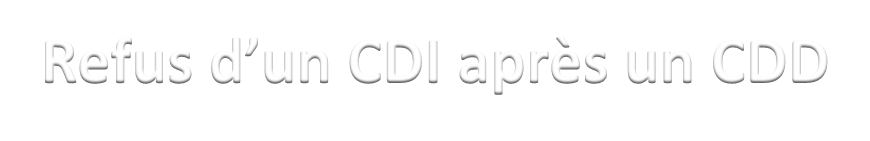 Refus d’un CDI après un CDD